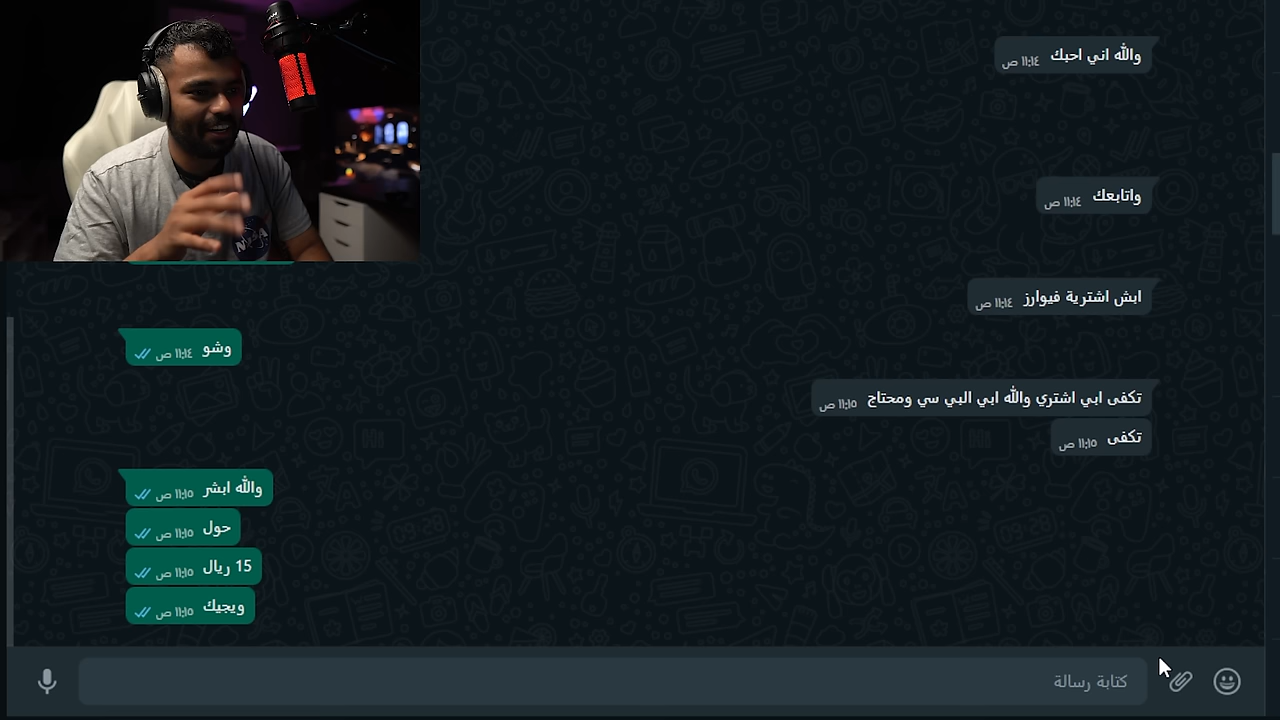 والله اني احبك ١١:١٤ ص
واتابعك ١١:١٤ ص
ابش اشترية فيوارز ١١:١٤ ص
وشو ١١:١٤ ص
تكفى ابي اشتري والله ابي البي سي ومحتاج ١١:١٥ ص
تكفى ١١:١٥ ص
والله ابشر ١١:١٥ ص
حول ١١:١٥ ص
15 ريال ١١:١٥ ص
ويجيك ١١:١٥ ص
كتابة رسالة